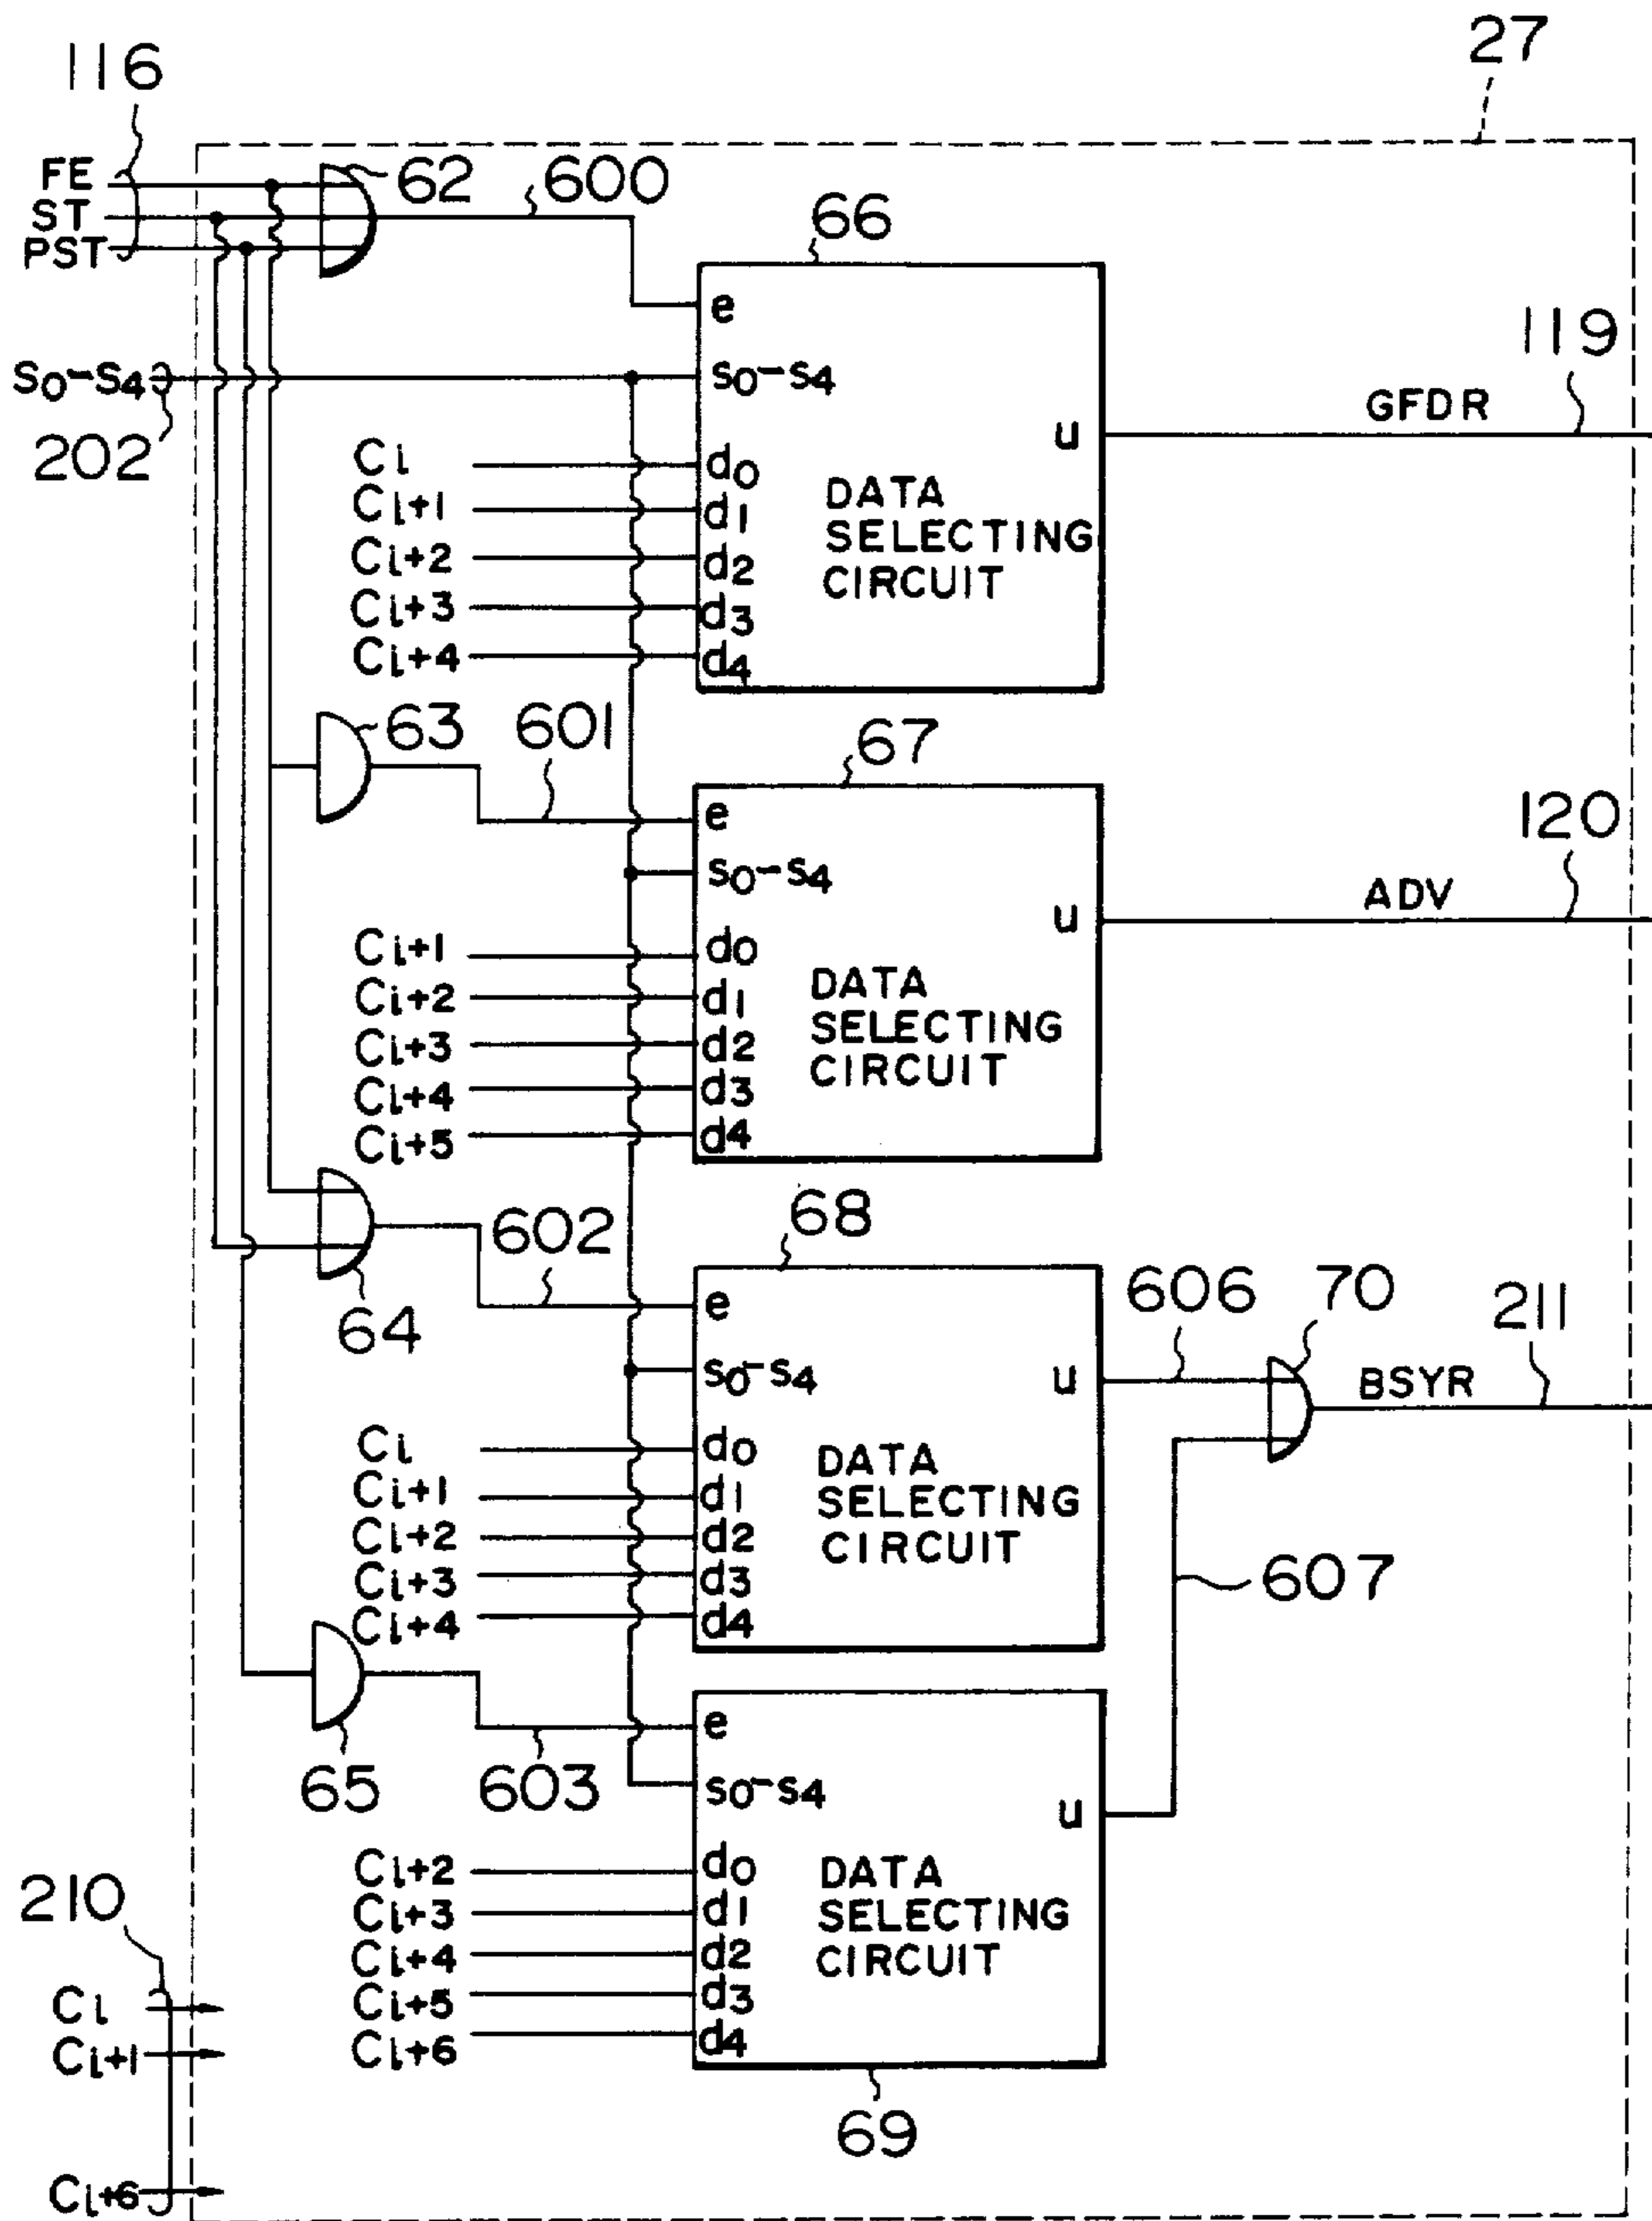 27
116
FE
ST
PST
62
600
66
e
S0-S4
202
s0-s4
119
GFDR
u
Ci
Ci+1
Ci+2
Ci+3
Ci+4
d0
d1
d2
d3
d4
DATA
SELECTING
CIRCUIT
63
601
67
e
s0-s4
120
ADV
u
Ci+1
Ci+2
Ci+3
Ci+4
Ci+5
d0
d1
d2
d3
d4
DATA
SELECTING
CIRCUIT
64
602
68
e
s0-s4
u
606
70
211
BSYR
Ci
Ci+1
Ci+2
Ci+3
Ci+4
d0
d1
d2
d3
d4
DATA
SELECTING
CIRCUIT
607
65
603
e
s0-s4
u
Ci+2
Ci+3
Ci+4
Ci+5
Ci+6
d0
d1
d2
d3
d4
DATA
SELECTING
CIRCUIT
69
210
Ci
Ci+1
Ci+6